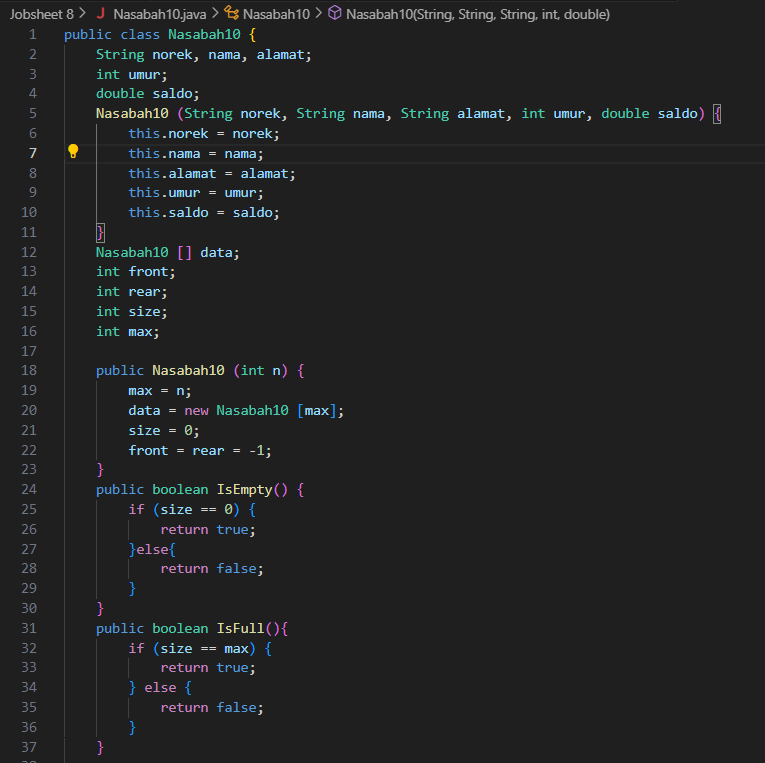 Jobsheet 8 > J Nasabah10.java > Nasabah10 > Nasabah10(String, String, String, int, double)
1 public class Nasabah10 {
2 String norek, nama, alamat;
3 int umur;
4 double saldo;
5 Nasabah10 (String norek, String nama, String alamat, int umur, double saldo) {
6 this.norek = norek;
7 this.nama = nama;
8 this.alamat = alamat;
9 this.umur = umur;
10 this.saldo = saldo;
11 }
12 Nasabah10 [] data;
13 int front;
14 int rear;
15 int size;
16 int max;
17
18 public Nasabah10 (int n) {
19 max = n;
20 data = new Nasabah10 [max];
21 size = 0;
22 front = rear = -1;
23 }
24 public boolean IsEmpty() {
25 if (size == 0) {
26 return true;
27 }else{
28 return false;
29 }
30 }
31 public boolean IsFull(){
32 if (size == max) {
33 return true;
34 } else {
35 return false;
36 }
37 }